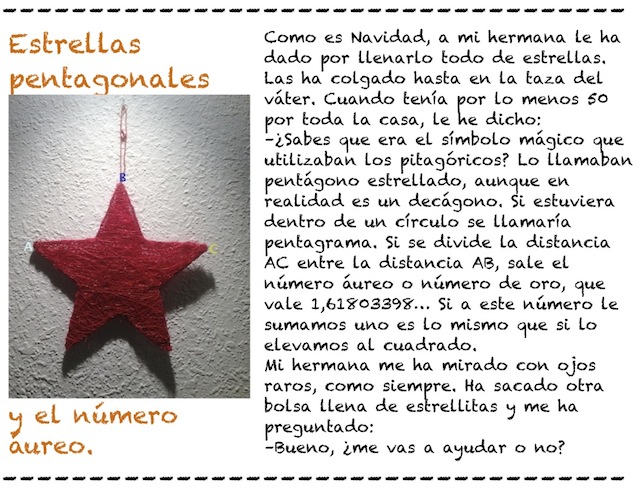 Estrellas
pentagonales
B
A
C
y el número
áureo.
Como es Navidad, a mi hermana le ha
dado por llenarlo todo de estrellas.
Las ha colgado hasta en la taza del
váter. Cuando tenía por lo menos 50
por toda la casa, le he dicho:
–¿Sabes que era el símbolo mágico que
utilizaban los pitagóricos? Lo llamaban
pentágono estrellado, aunque en
realidad es un decágono. Si estuviera
dentro de un círculo se llamaría
pentagrama. Si se divide la distancia
AC entre la distancia AB, sale el
número áureo o número de oro, que
vale 1,61803398... Si a este número le
sumamos uno es lo mismo que si lo
elevamos al cuadrado.
Mi hermana me ha mirado con ojos
raros, como siempre. Ha sacado otra
bolsa llena de estrellitas y me ha
preguntado:
–Bueno, ¿me vas a ayudar o no?